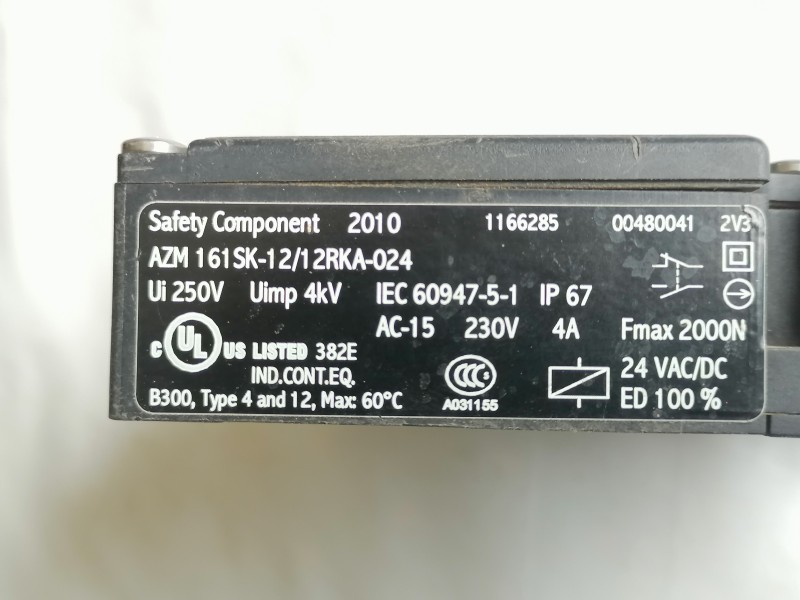 Safety Component 2010 1166285 00480041 2V3
AZM 161SK-12/12RKA-024
Ui 250V Uimp 4kV IEC 60947-5-1 IP 67
AC-15 230V 4A Fmax 2000N
c UL US LISTED 382E
IND.CONT.EQ.
B300, Type 4 and 12, Max: 60°C
CCC S
A031155
24 VAC/DC
ED 100 %